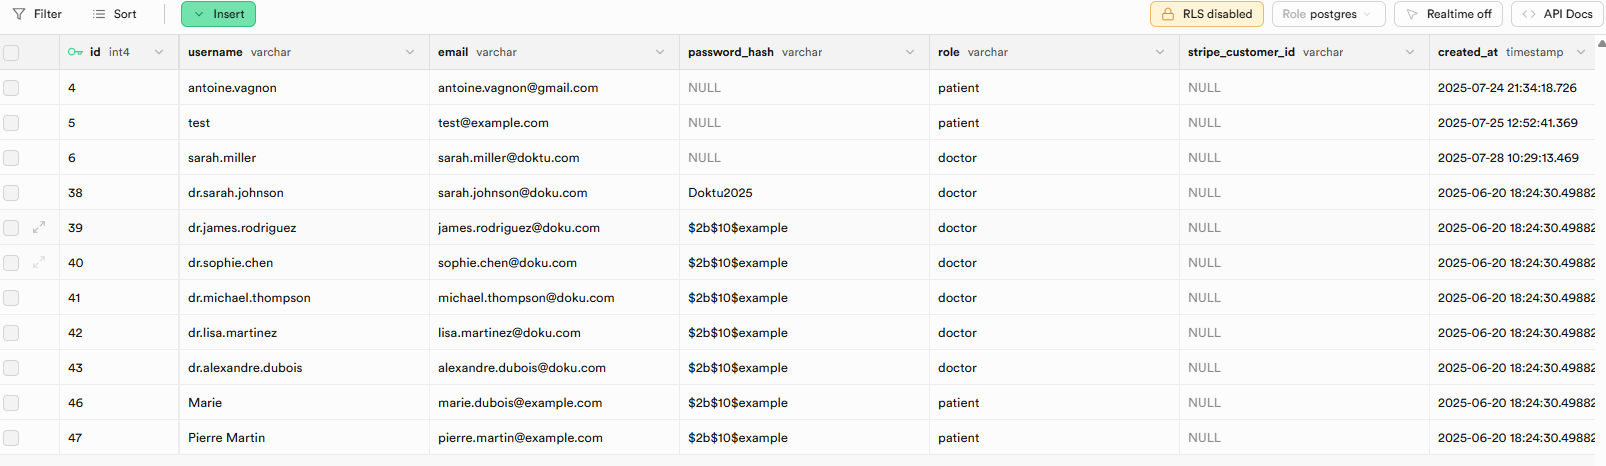 Filter Sort Insert RLS disabled Role postgres Realtime off API Docs
id int4 username varchar email varchar password_hash varchar role varchar stripe_customer_id varchar created_at timestamp
4 antoine.vagnon antoine.vagnon@gmail.com NULL patient NULL 2025-07-24 21:34:18.726
5 test test@example.com NULL patient NULL 2025-07-25 12:52:41.369
6 sarah.miller sarah.miller@doktu.com NULL doctor NULL 2025-07-28 10:29:13.469
38 dr.sarah.johnson sarah.johnson@doku.com Doktu2025 doctor NULL 2025-06-20 18:24:30.49882
39 dr.james.rodriguez james.rodriguez@doku.com $2b$10$example doctor NULL 2025-06-20 18:24:30.49882
40 dr.sophie.chen sophie.chen@doku.com $2b$10$example doctor NULL 2025-06-20 18:24:30.49882
41 dr.michael.thompson michael.thompson@doku.com $2b$10$example doctor NULL 2025-06-20 18:24:30.49882
42 dr.lisa.martinez lisa.martinez@doku.com $2b$10$example doctor NULL 2025-06-20 18:24:30.49882
43 dr.alexandre.dubois alexandre.dubois@doku.com $2b$10$example doctor NULL 2025-06-20 18:24:30.49882
46 Marie marie.dubois@example.com $2b$10$example patient NULL 2025-06-20 18:24:30.49882
47 Pierre Martin pierre.martin@example.com $2b$10$example patient NULL 2025-06-20 18:24:30.49882